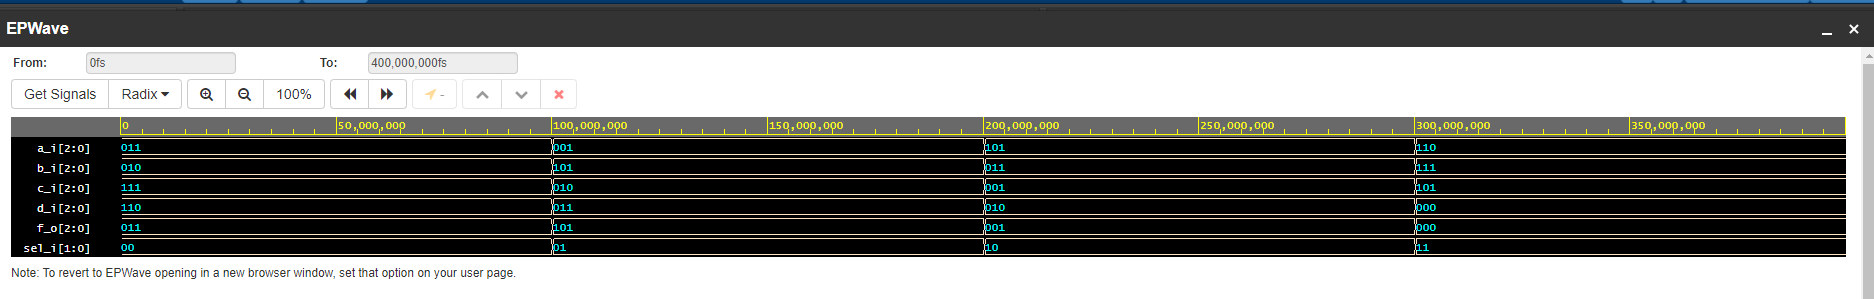 EPWave
From: 0fs To: 400,000,000fs
Get Signals Radix 100% -
0 50,000,000 100,000,000 150,000,000 200,000,000 250,000,000 300,000,000 350,000,000
a_i[2:0] 011 001 101 110
b_i[2:0] 010 101 011 111
c_i[2:0] 111 010 001 101
d_i[2:0] 110 011 010 000
f_o[2:0] 011 101 001 000
sel_i[1:0] 00 01 10 11
Note: To revert to EPWave opening in a new browser window, set that option on your user page.